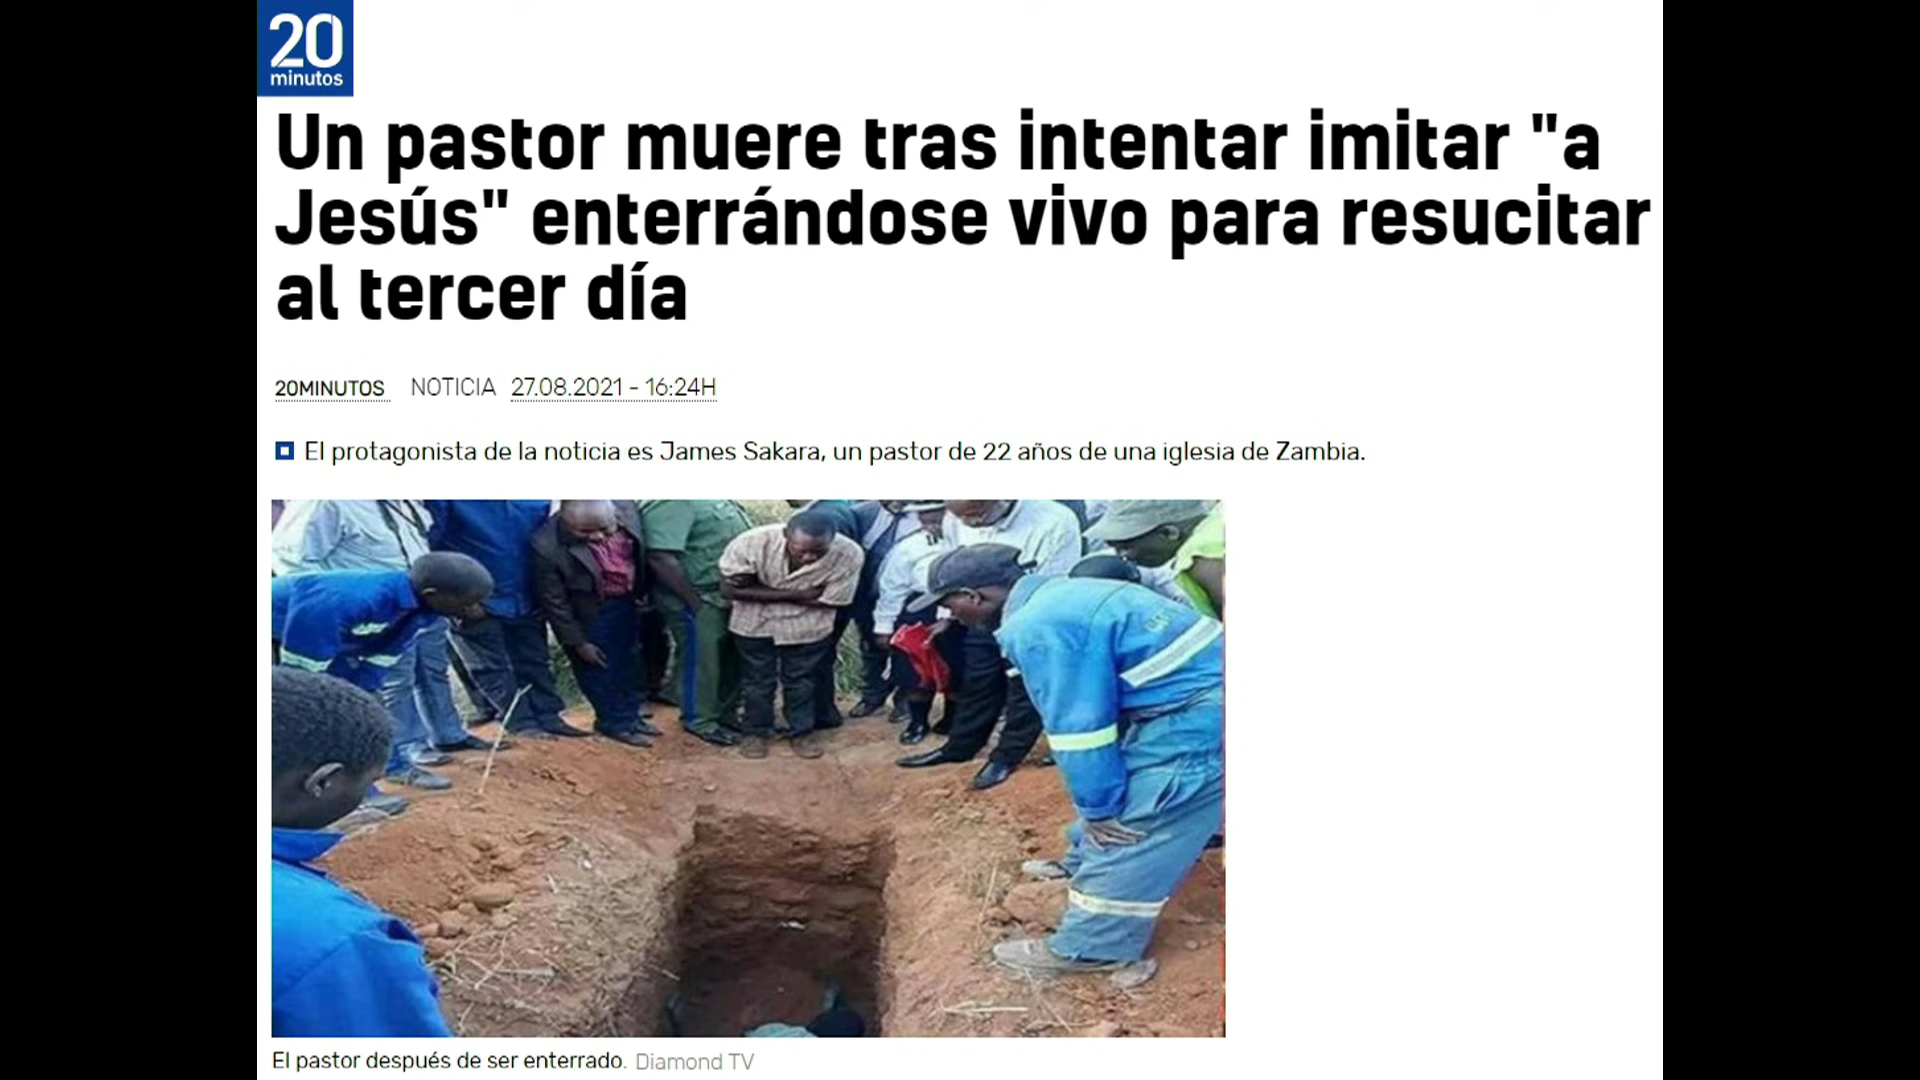 20
minutos
Un pastor muere tras intentar imitar "a
Jesús" enterrándose vivo para resucitar
al tercer día
20MINUTOS NOTICIA 27.08.2021 - 16:24H
El protagonista de la noticia es James Sakara, un pastor de 22 años de una iglesia de Zambia.
El pastor después de ser enterrado. Diamond TV